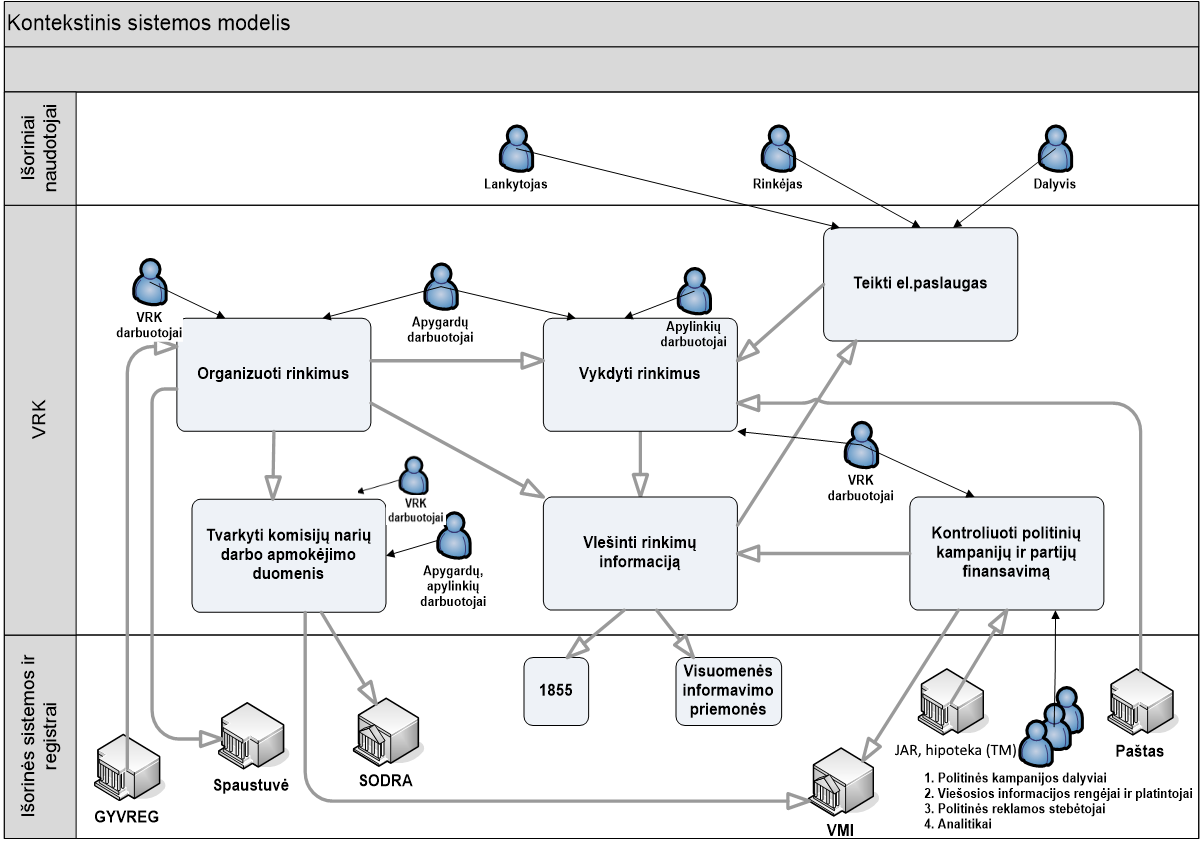 Kontekstinis sistemos modelis
Išoriniai
naudotojai
Lankytojas
Rinkėjas
Dalyvis
VRK
Teikti el.paslaugas
VRK
darbuotojai
Apygardų
darbuotojai
Apylinkių
darbuotojai
Organizuoti rinkimus
Vykdyti rinkimus
VRK
darbuotojai
VRK
darbuotojai
Tvarkyti komisijų narių
darbo apmokėjimo
duomenis
Apygardų,
apylinkių
darbuotojai
VIešinti rinkimų
informaciją
Kontroliuoti politinių
kampanijų ir partijų
finansavimą
Išorinės sistemos ir
registrai
1855
Visuomenės
informavimo
priemonės
GYVREG
Spaustuvė
SODRA
VMI
JAR, hipoteka (TM)
Paštas
1. Politinės kampanijos dalyviai
2. Viešosios informacijos rengėjai ir platintojai
3. Politinės reklamos stebėtojai
4. Analitikai